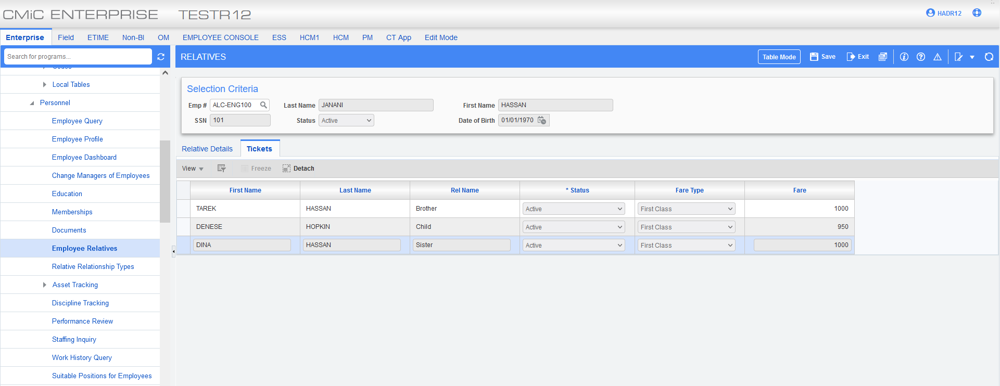 CMiC ENTERPRISE TESTR12
HADR12
Enterprise Field ETIME Non-BI OM EMPLOYEE CONSOLE ESS HCM1 HCM PM CT App Edit Mode
Search for programs...
RELATIVES
Table Mode Save Exit
Local Tables
Personnel
Employee Query
Employee Profile
Employee Dashboard
Change Managers of Employees
Education
Memberships
Documents
Employee Relatives
Relative Relationship Types
Asset Tracking
Discipline Tracking
Performance Review
Staffing Inquiry
Work History Query
Suitable Positions for Employees
Selection Criteria
Emp # ALC-ENG100 Last Name JANANI First Name HASSAN
SSN 101 Status Active Date of Birth 01/01/1970
Relative Details Tickets
View Freeze Detach
First Name Last Name Rel Name * Status Fare Type Fare
TAREK HASSAN Brother Active First Class 1000
DENESE HOPKIN Child Active First Class 950
DINA HASSAN Sister Active First Class 1000